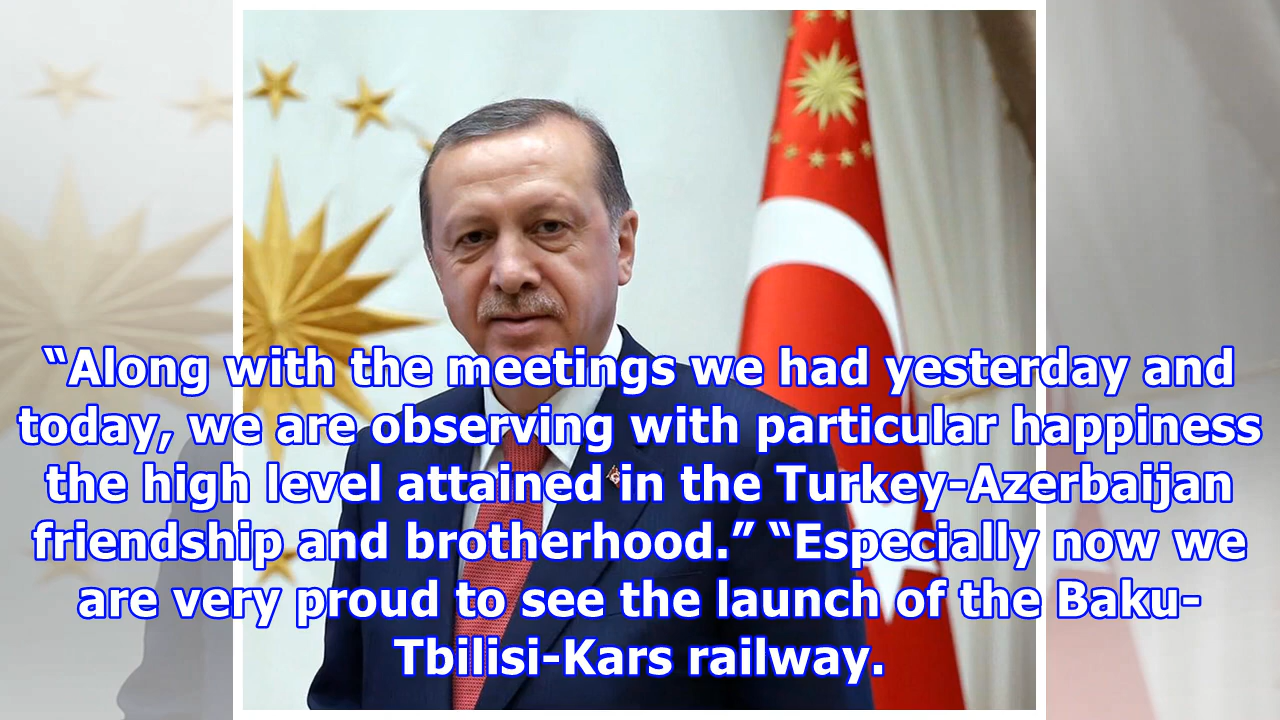 “Along with the meetings we had yesterday and
today, we are observing with particular happiness
the high level attained in the Turkey-Azerbaijan
friendship and brotherhood.” “Especially now we
are very proud to see the launch of the Baku-
Tbilisi-Kars railway.